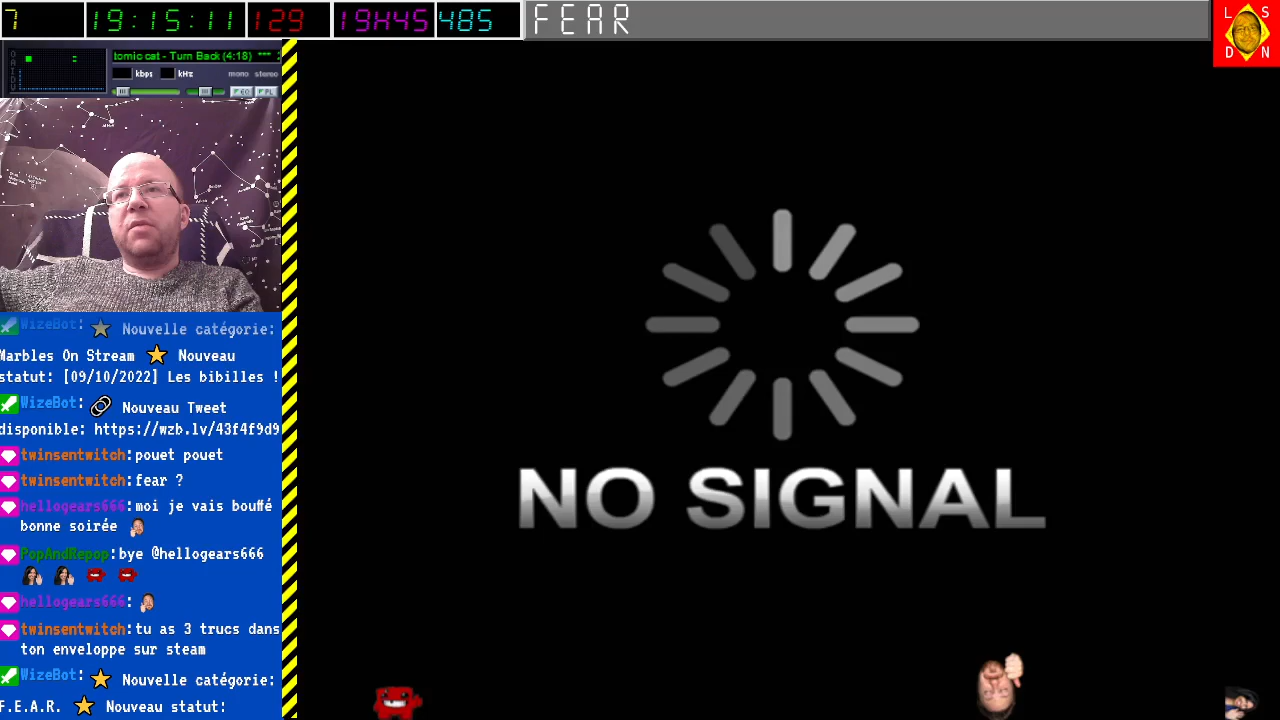 7
19:15:11
129
19H45
485
FEAR
L S
D N
OAIDV
tomic cat - Turn Back (4:18) ***
kbps
kHz
mono stereo
EQ
PL
WizeBot: Nouvelle catégorie:
Marbles On Stream Nouveau
statut: [09/10/2022] Les bibilles !
WizeBot: Nouveau Tweet
disponible: https://wzb.lv/43f4f9d9
twinsentwitch: pouet pouet
twinsentwitch: fear ?
hellogears666: moi je vais bouffé
bonne soirée
PopAndRepop: bye @hellogears666
hellogears666:
twinsentwitch: tu as 3 trucs dans
ton enveloppe sur steam
WizeBot: Nouvelle catégorie:
F.E.A.R. Nouveau statut:
NO SIGNAL